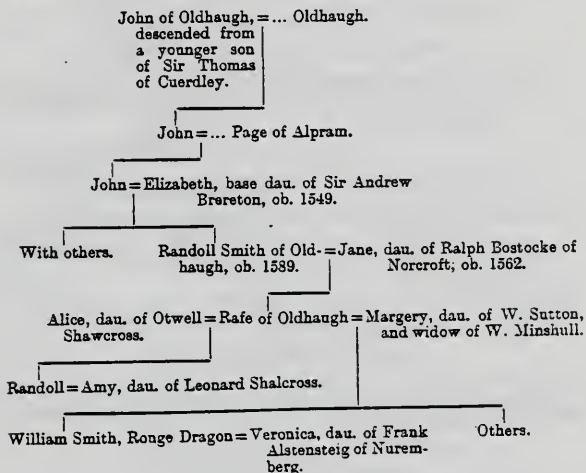 John of Oldhaugh, = ... Oldhaugh.
descended from
a younger son
of Sir Thomas
of Cuerdley.
John = ... Page of Alpram.
John = Elizabeth, base dau. of Sir Andrew
Brereton, ob. 1549.
With others. Randoll Smith of Old- = Jane, dau. of Ralph Bostocke of
haugh, ob. 1589. Norcroft; ob. 1562.
Alice, dau. of Otwell = Rafe of Oldhaugh = Margery, dau. of W. Sutton,
Shawcross. and widow of W. Minshull.
Randoll = Amy, dau. of Leonard Shalcross.
William Smith, Rouge Dragon = Veronica, dau. of Frank Others.
Alstensteig of Nurem-
berg.